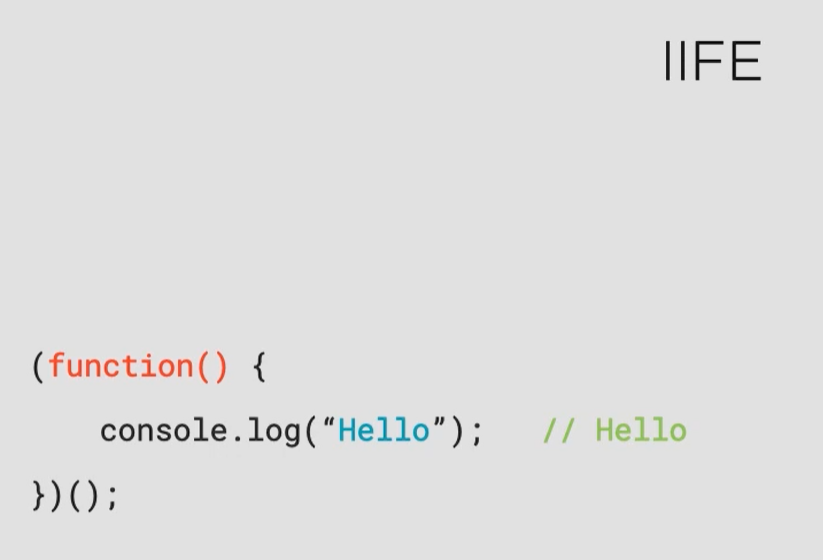 IIFE
(function() {
console.log(“Hello”); // Hello
})();